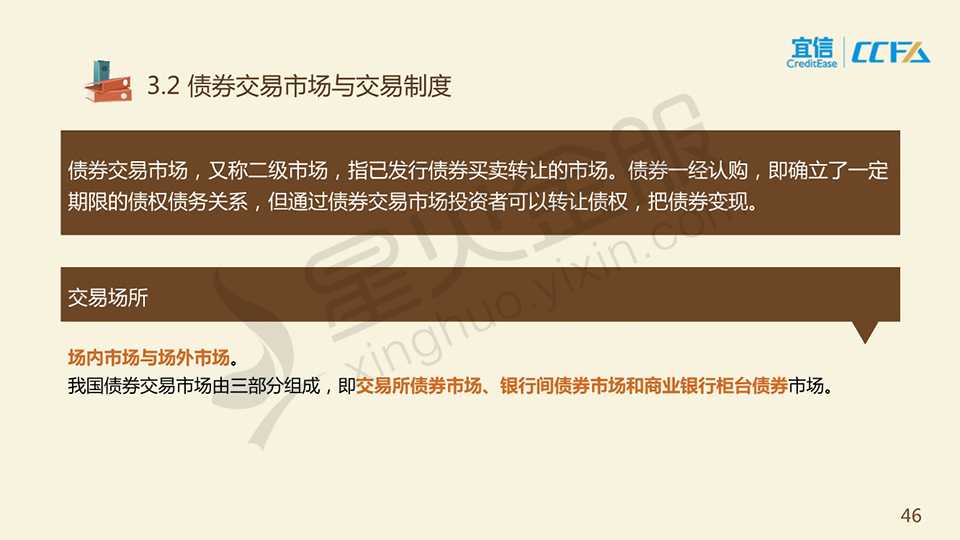 宜信
CreditEase
CCFA
3.2 债券交易市场与交易制度
债券交易市场，又称二级市场，指已发行债券买卖转让的市场。债券一经认购，即确立了一定
期限的债权债务关系，但通过债券交易市场投资者可以转让债权，把债券变现。
交易场所
场内市场与场外市场。
我国债券交易市场由三部分组成，即交易所债券市场、银行间债券市场和商业银行柜台债券市场。
星火金服
xinghuo.yixin.com
46